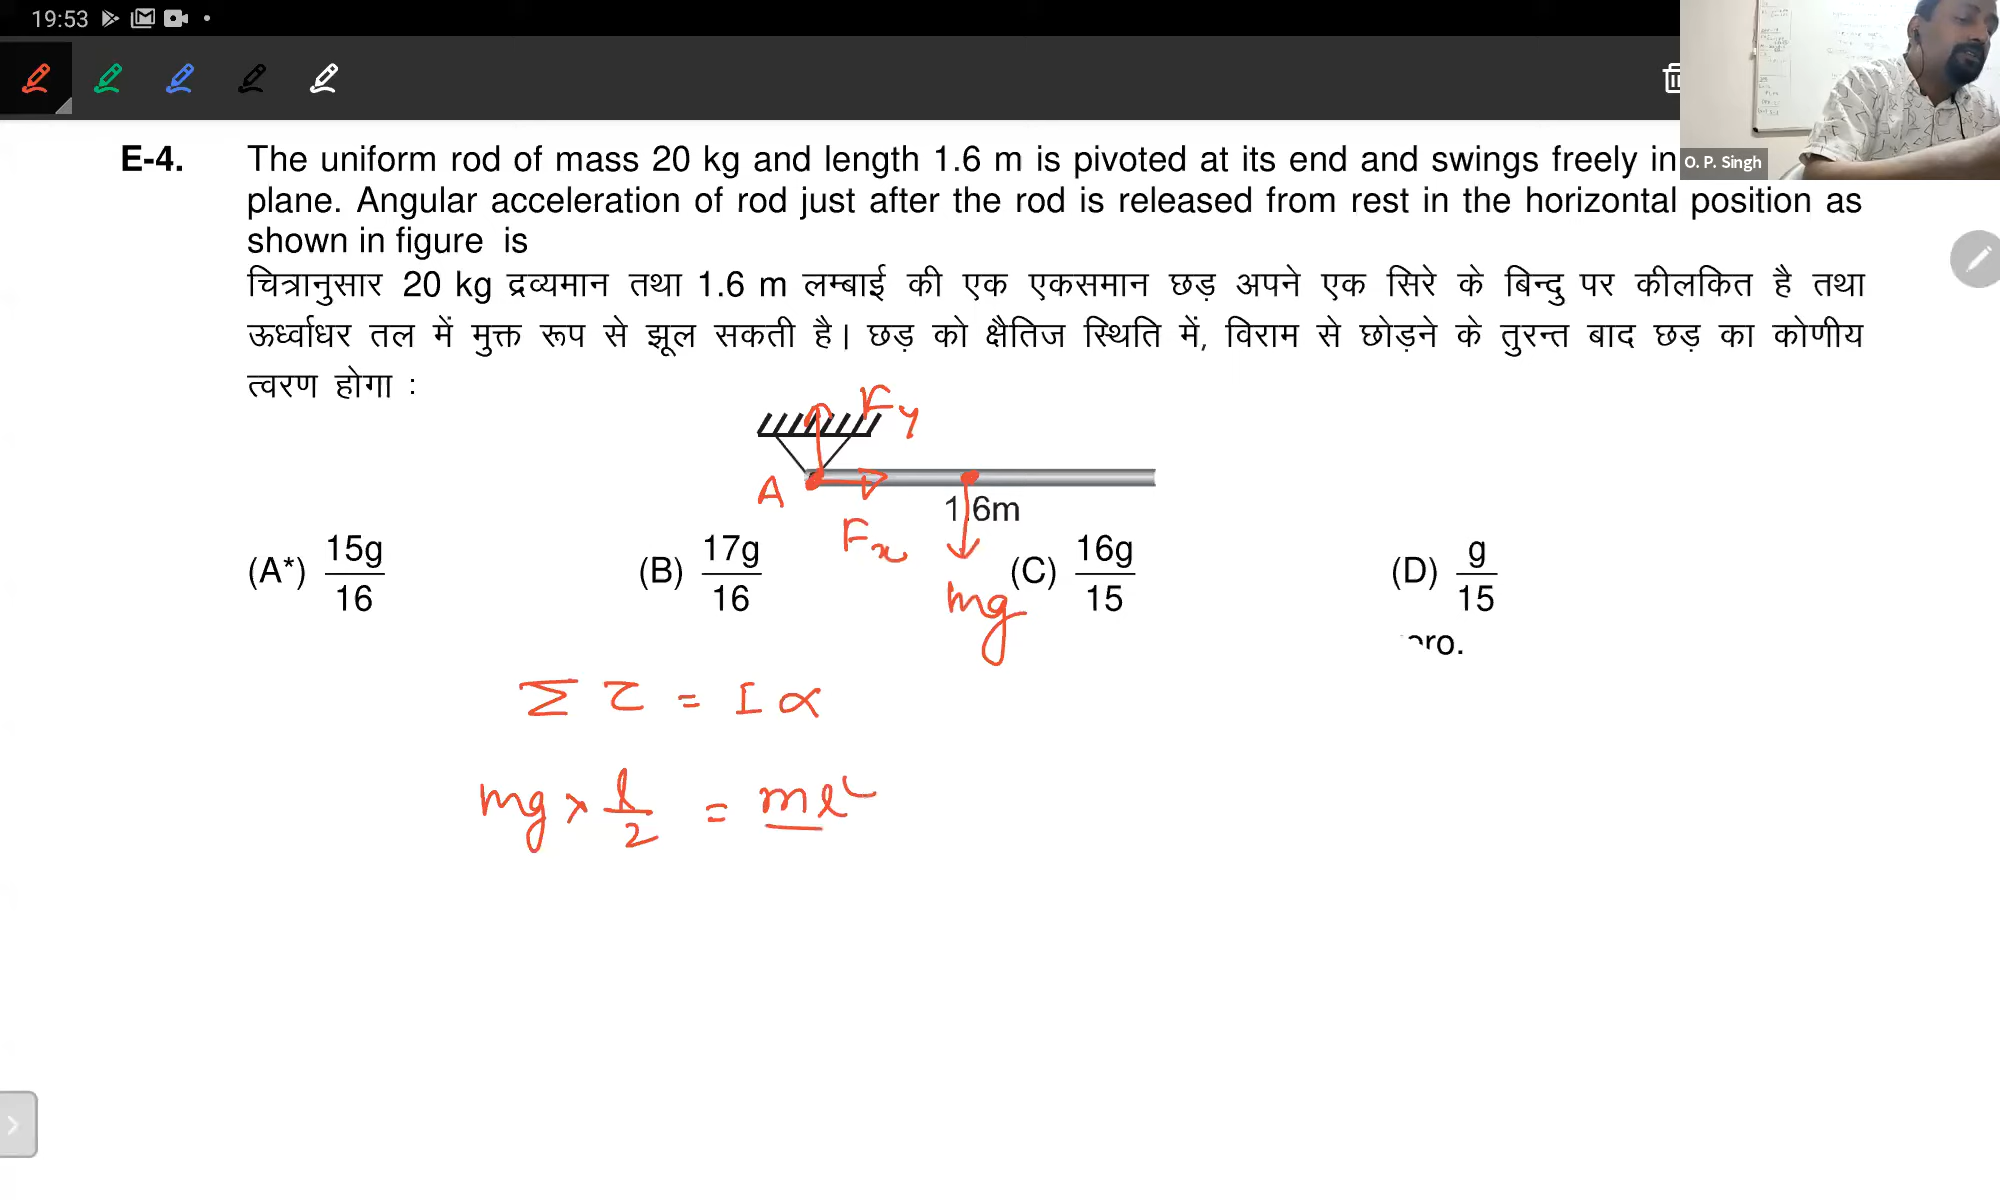 19:53
O. P. Singh
E-4. The uniform rod of mass 20 kg and length 1.6 m is pivoted at its end and swings freely in
plane. Angular acceleration of rod just after the rod is released from rest in the horizontal position as
shown in figure is
चित्रानुसार 20 kg द्रव्यमान तथा 1.6 m लम्बाई की एक एकसमान छड़ अपने एक सिरे के बिन्दु पर कीलकित है तथा
ऊर्ध्वाधर तल में मुक्त रूप से झूल सकती है। छड़ को क्षैतिज स्थिति में, विराम से छोड़ने के तुरन्त बाद छड़ का कोणीय
त्वरण होगा :
Fy
A
1.6m
Fx
(A*) 15g/16 (B) 17g/16 (C) 16g/15 (D) g/15
mg
Σ τ = I α
mg × l/2 = ml²